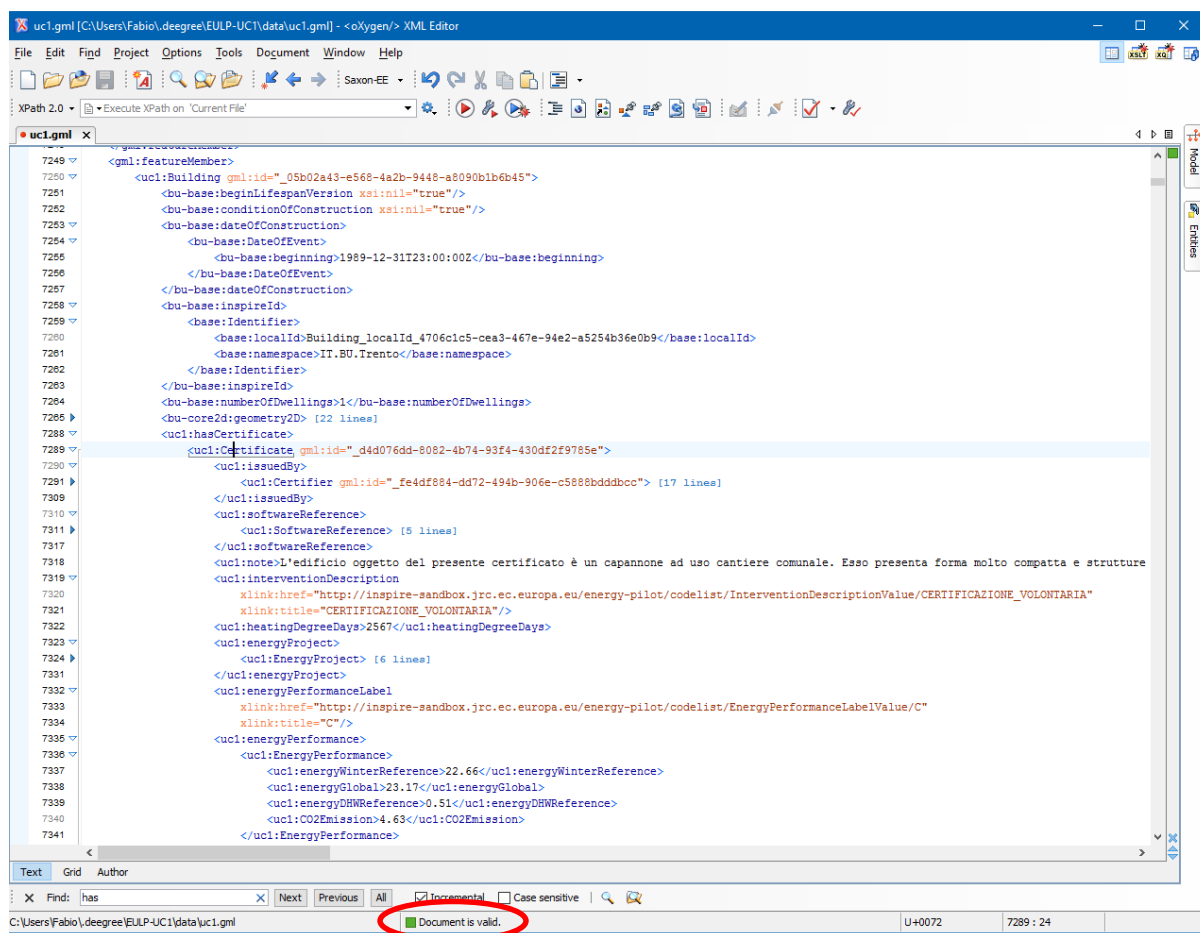 uc1.gml [C:\Users\Fabio\.deegree\EULP-UC1\data\uc1.gml] - <oXygen/> XML Editor
File Edit Find Project Options Tools Document Window Help
Saxon-EE
XPath 2.0 Execute XPath on 'Current File'
uc1.gml
7249 <gml:featureMember>
7250 <uc1:Building gml:id="_05b02a43-e568-4a2b-9448-a8090b1b6b45">
7251 <bu-base:beginLifespanVersion xsi:nil="true"/>
7252 <bu-base:conditionOfConstruction xsi:nil="true"/>
7253 <bu-base:dateOfConstruction>
7254 <bu-base:DateOfEvent>
7255 <bu-base:beginning>1989-12-31T23:00:00Z</bu-base:beginning>
7256 </bu-base:DateOfEvent>
7257 </bu-base:dateOfConstruction>
7258 <bu-base:inspireId>
7259 <base:Identifier>
7260 <base:localId>Building_localId_4706c1c5-cea3-467e-94e2-a5254b36e0b9</base:localId>
7261 <base:namespace>IT.BU.Trento</base:namespace>
7262 </base:Identifier>
7263 </bu-base:inspireId>
7264 <bu-base:numberOfDwellings>1</bu-base:numberOfDwellings>
7265 <bu-core2d:geometry2D> [22 lines]
7288 <uc1:hasCertificate>
7289 <uc1:Certificate gml:id="_d4d076dd-8082-4b74-93f4-430df2f9785e">
7290 <uc1:issuedBy>
7291 <uc1:Certifier gml:id="_fe4df884-dd72-494b-906e-c5888bdddbcc"> [17 lines]
7309 </uc1:issuedBy>
7310 <uc1:softwareReference>
7311 <uc1:SoftwareReference> [5 lines]
7317 </uc1:softwareReference>
7318 <uc1:note>L'edificio oggetto del presente certificato è un capannone ad uso cantiere comunale. Esso presenta forma molto compatta e strutture
7319 <uc1:interventionDescription
7320 xlink:href="http://inspire-sandbox.jrc.ec.europa.eu/energy-pilot/codelist/InterventionDescriptionValue/CERTIFICAZIONE_VOLONTARIA"
7321 xlink:title="CERTIFICAZIONE_VOLONTARIA"/>
7322 <uc1:heatingDegreeDays>2567</uc1:heatingDegreeDays>
7323 <uc1:energyProject>
7324 <uc1:EnergyProject> [6 lines]
7331 </uc1:energyProject>
7332 <uc1:energyPerformanceLabel
7333 xlink:href="http://inspire-sandbox.jrc.ec.europa.eu/energy-pilot/codelist/EnergyPerformanceLabelValue/C"
7334 xlink:title="C"/>
7335 <uc1:energyPerformance>
7336 <uc1:EnergyPerformance>
7337 <uc1:energyWinterReference>22.66</uc1:energyWinterReference>
7338 <uc1:energyGlobal>23.17</uc1:energyGlobal>
7339 <uc1:energyDHWReference>0.51</uc1:energyDHWReference>
7340 <uc1:CO2Emission>4.63</uc1:CO2Emission>
7341 </uc1:EnergyPerformance>
Model
Entities
Text Grid Author
Find: has Next Previous All Incremental Case sensitive
C:\Users\Fabio\.deegree\EULP-UC1\data\uc1.gml Document is valid. U+0072 7289 : 24